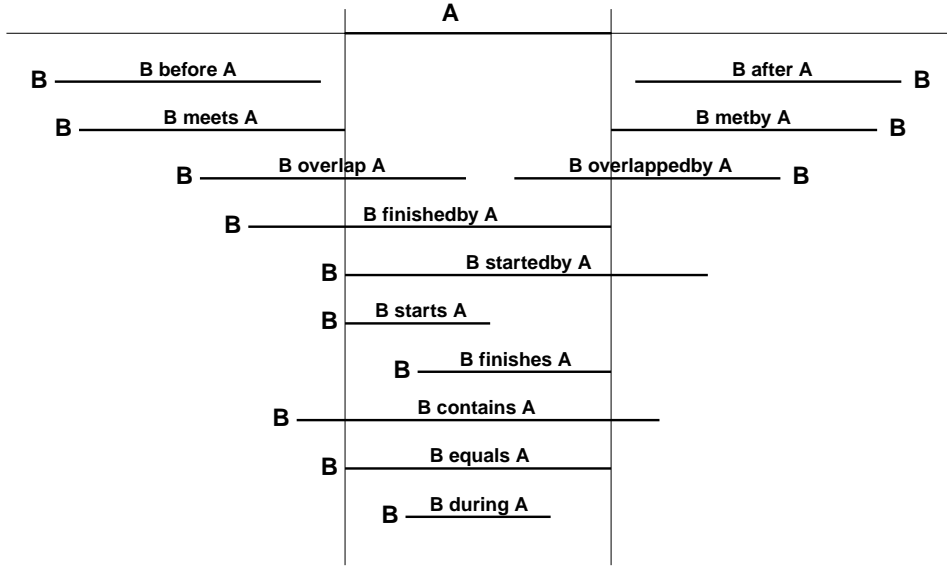 A
B B before A B after A B
B B meets A B metby A B
B B overlap A B overlappedby A B
B B finishedby A
B B startedby A
B B starts A
B B finishes A
B B contains A
B B equals A
B B during A